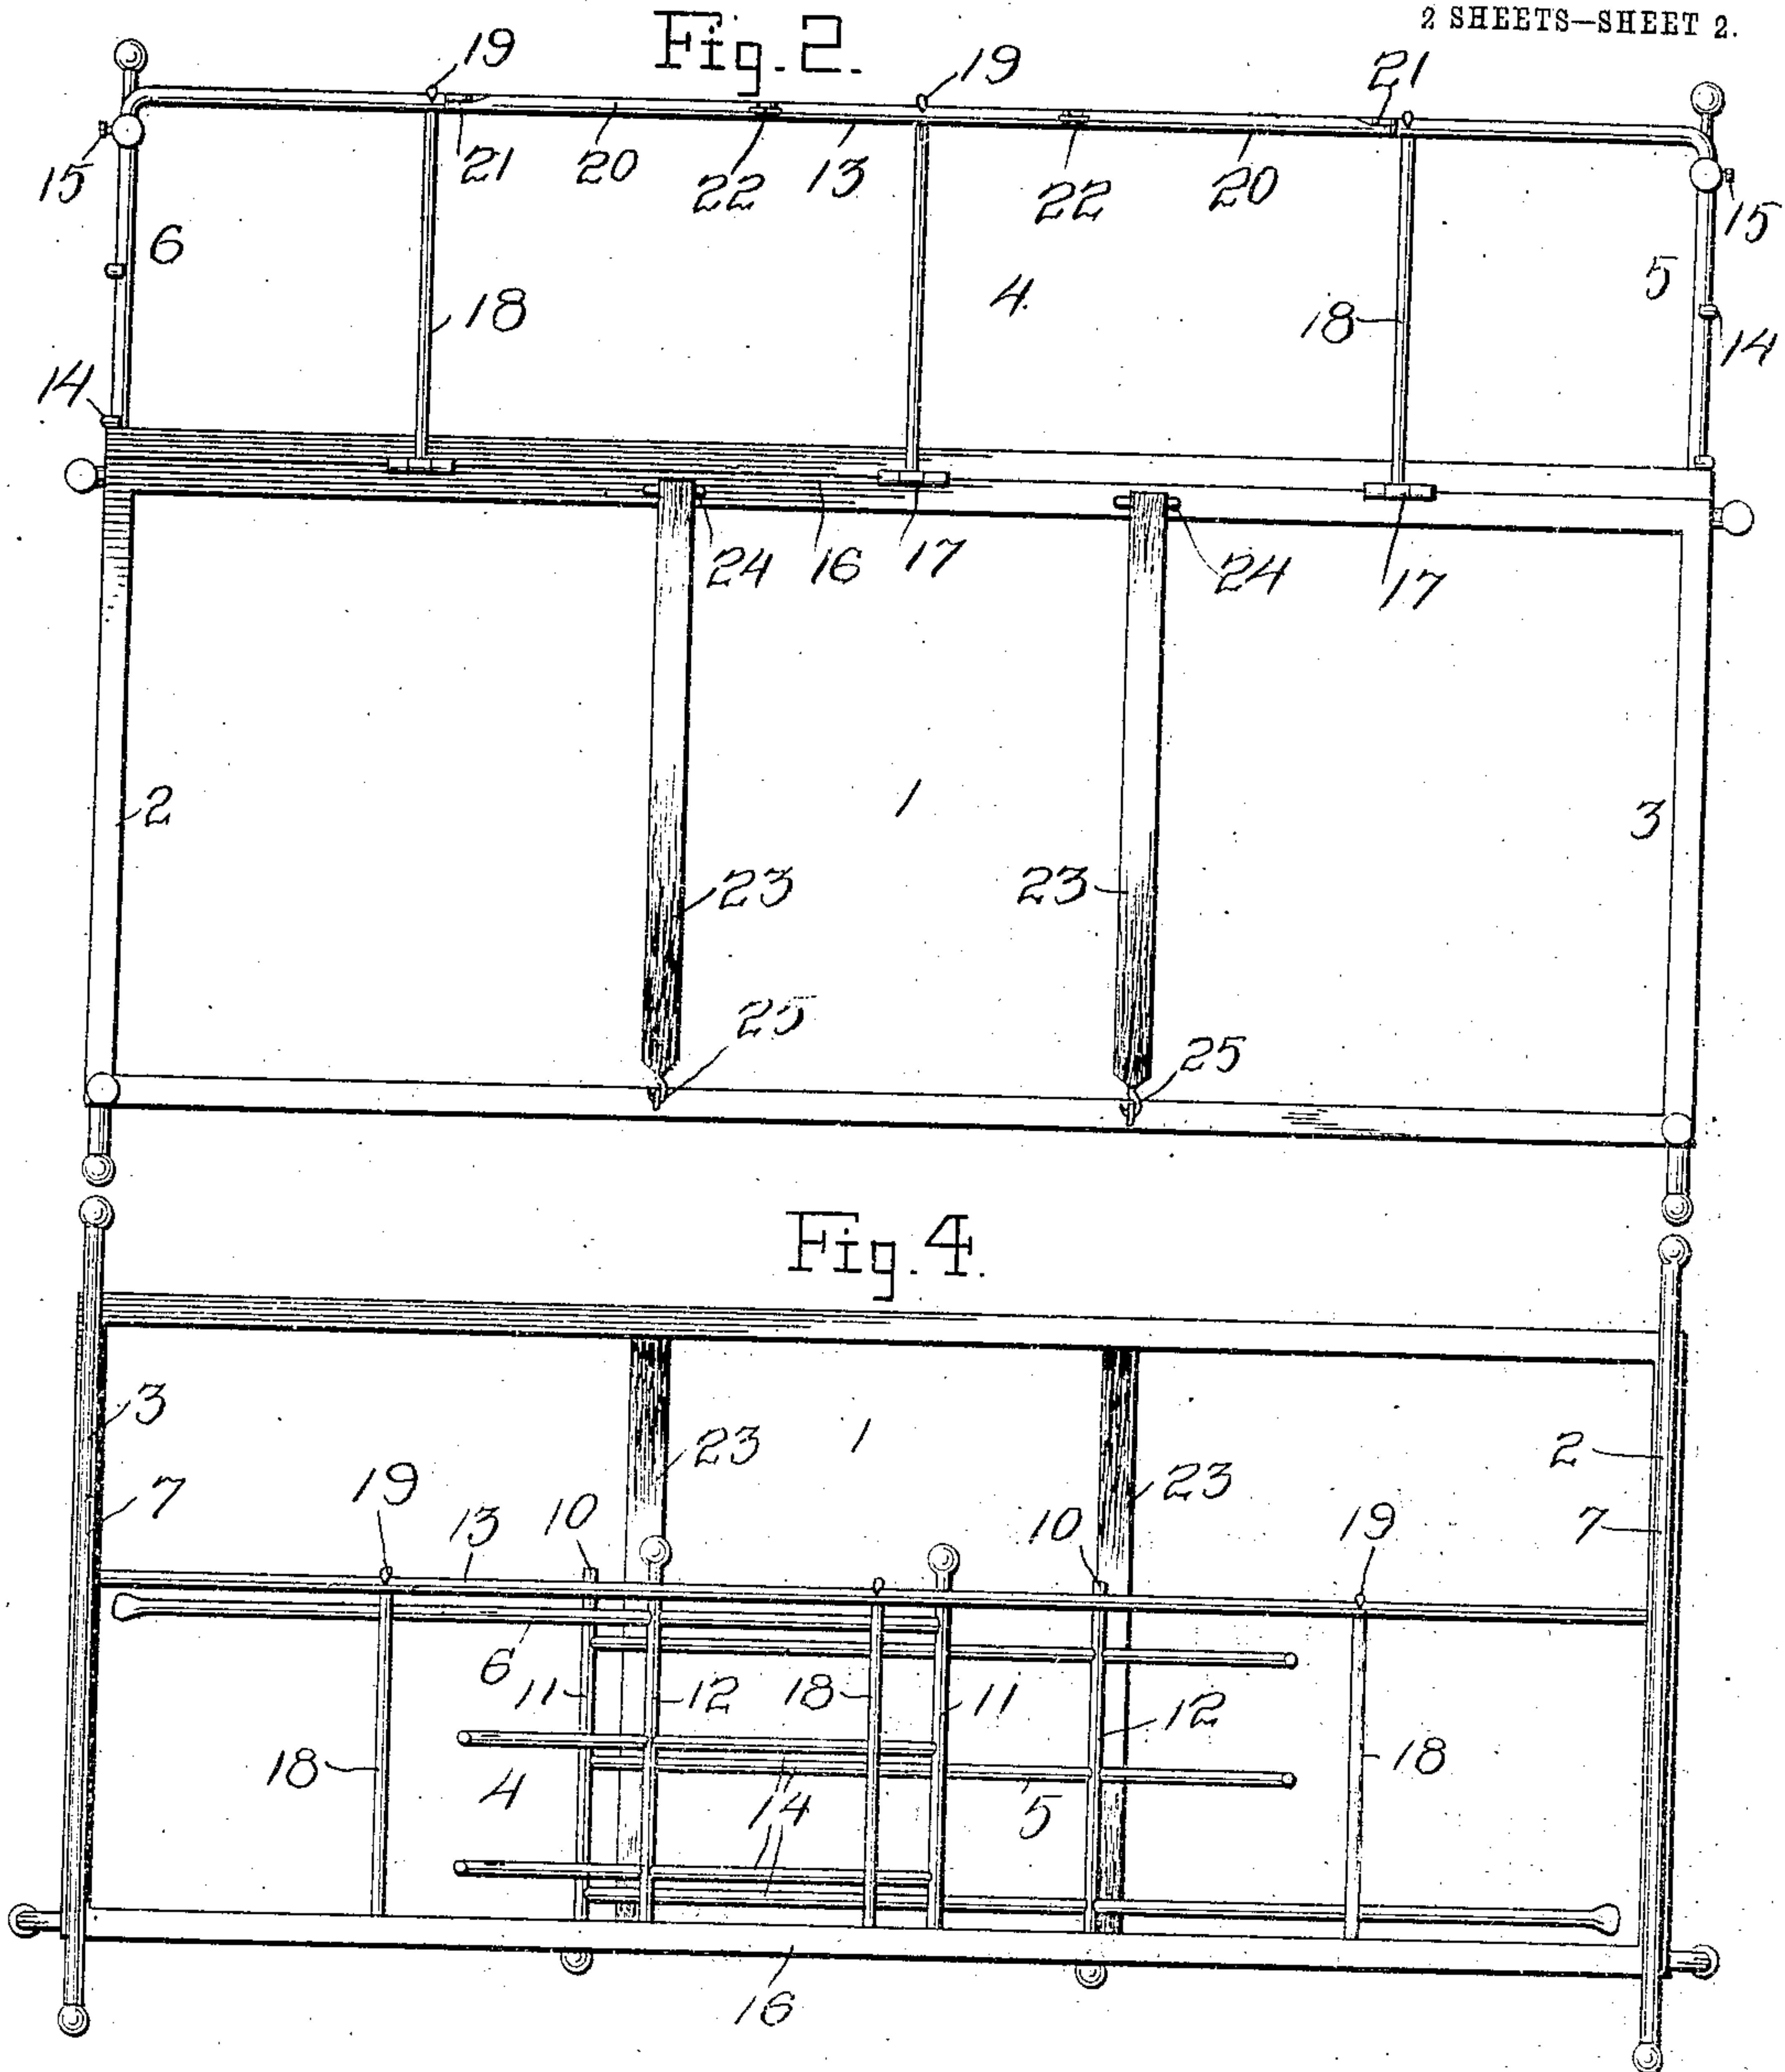 2 SHEETS—SHEET 2.
Fig. 2.
19 19 21
15 21 20 22 13 22 20 15
6 18 4 18 5 14
14
24 16 17 24 17
2 1 3
23 23
25 25
Fig. 4.
3 23 1 2 23
7 19 13 10 10 19 7
6 11 12 18 11 12 18
18 4 14 5
16